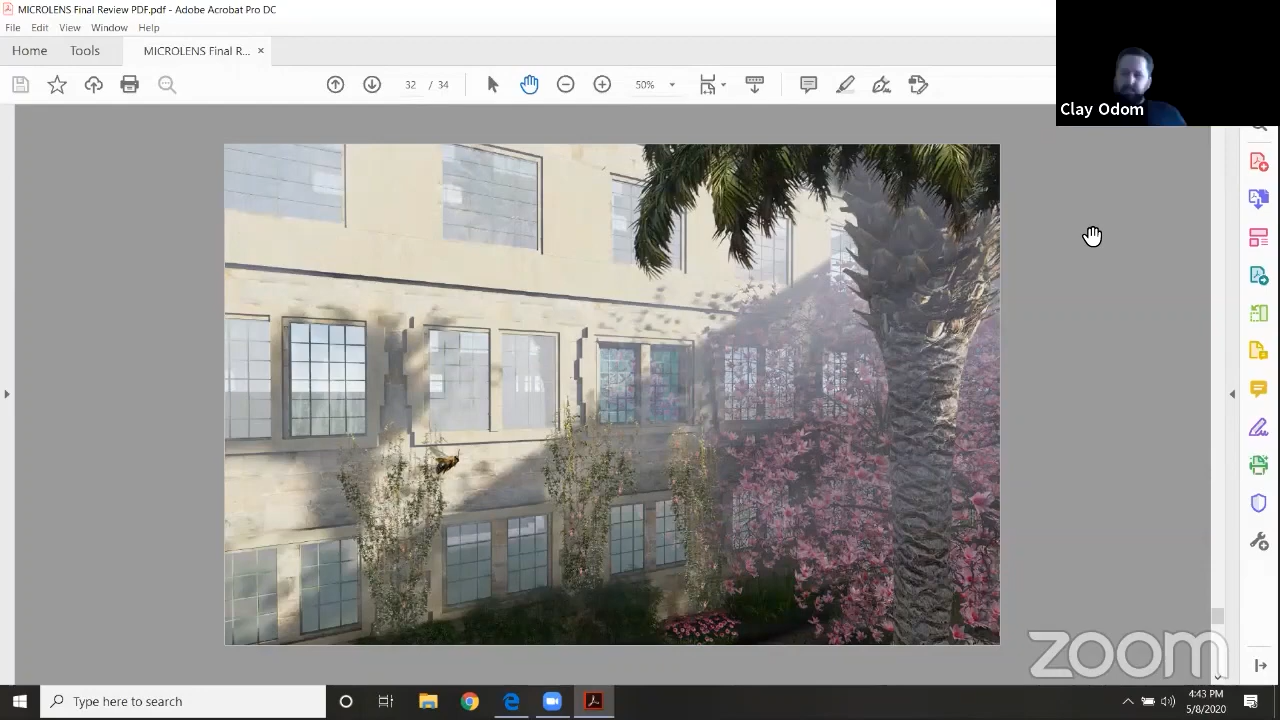 MICROLENS Final Review PDF.pdf - Adobe Acrobat Pro DC
File Edit View Window Help
Home Tools MICROLENS Final R... ×
32 / 34 50%
Clay Odom
zoom
Type here to search
4:43 PM
5/8/2020